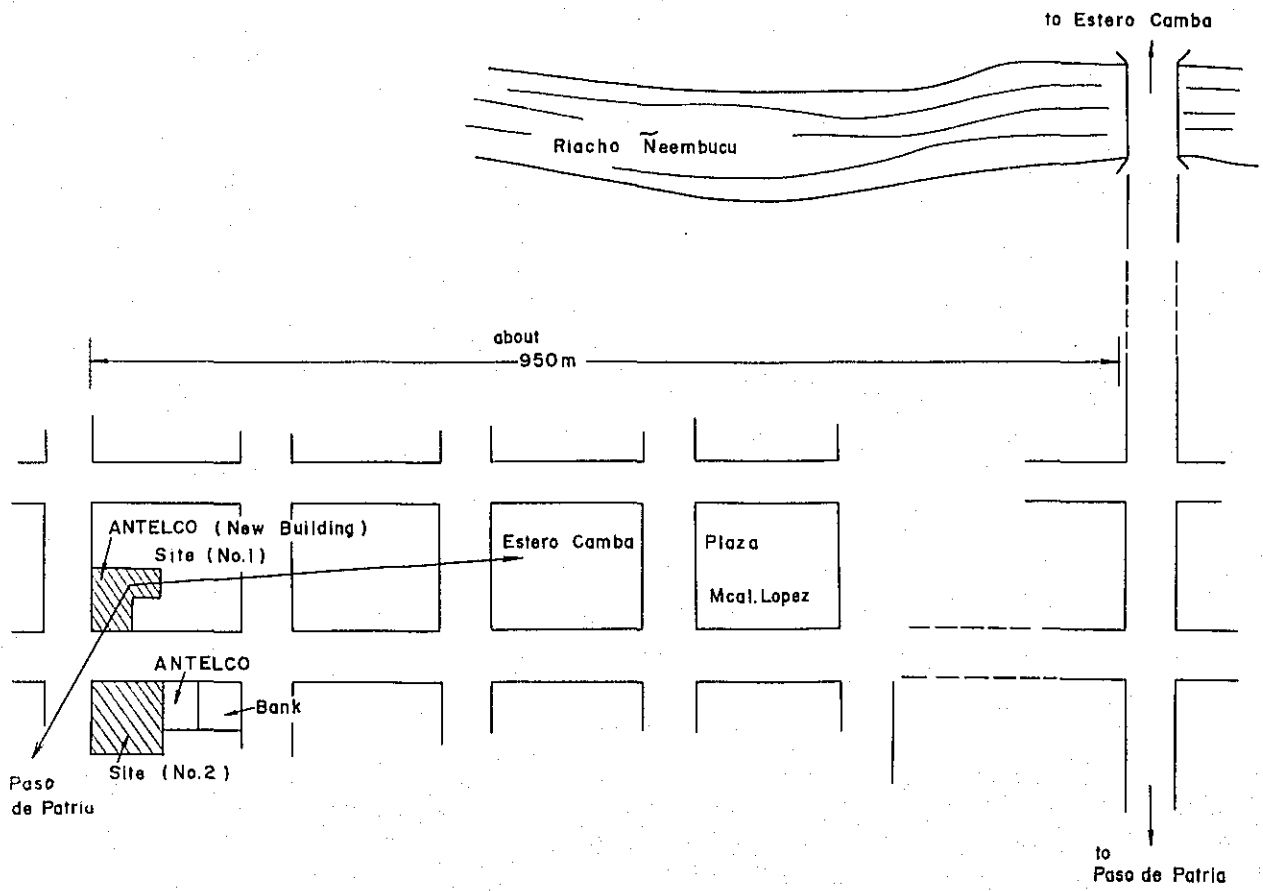 to Estero Camba
Riacho Ñeembucu
about
950m
ANTELCO (New Building)
Site (No.1)
Estero Camba
Plaza
Mcal. Lopez
ANTELCO
Bank
Site (No.2)
Paso
de Patria
to
Paso de Patria